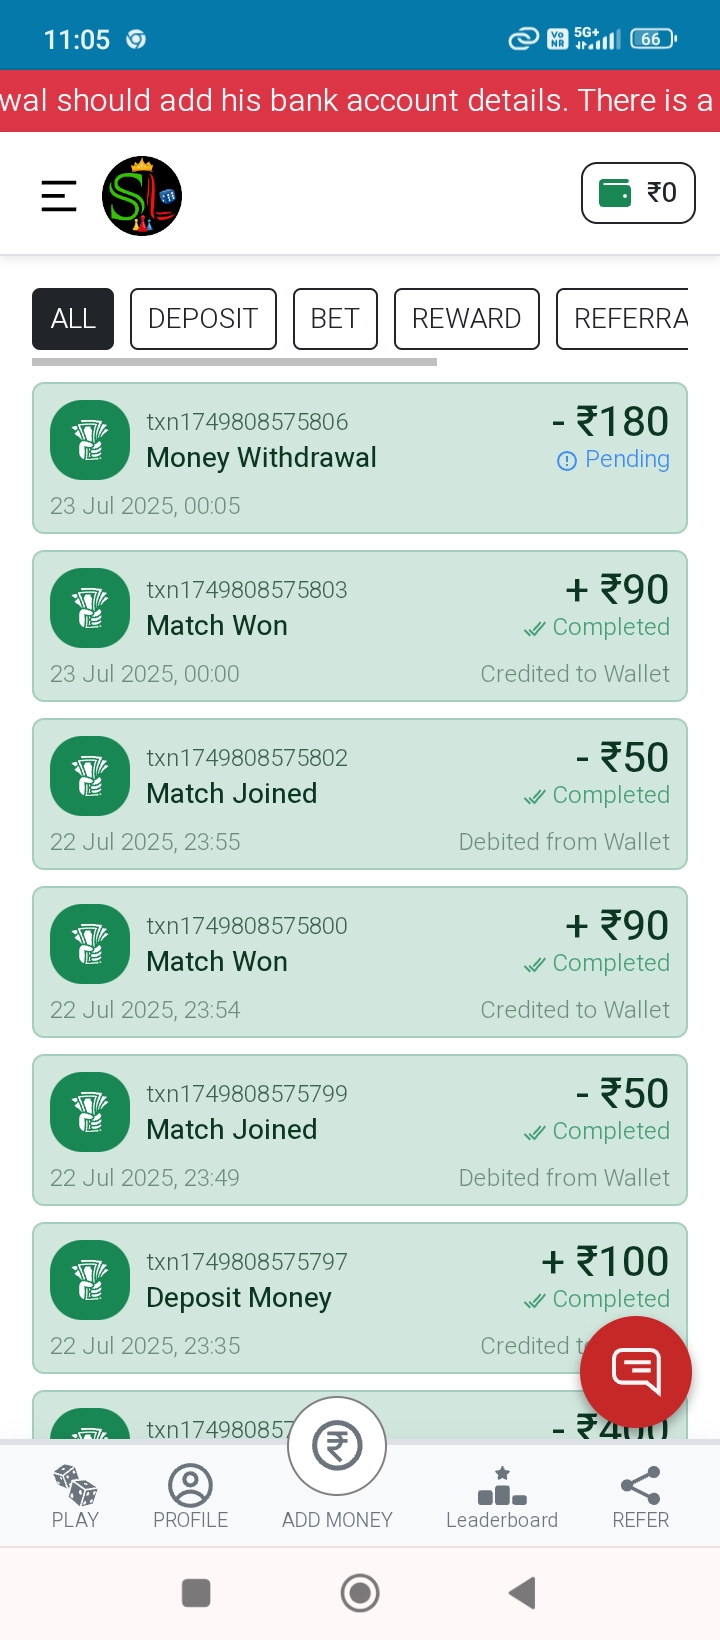 11:05
5G+
Vo
NR
66
wal should add his bank account details. There is a
SL
₹0
ALL DEPOSIT BET REWARD REFERRA
txn1749808575806
- ₹180
Money Withdrawal
Pending
23 Jul 2025, 00:05
txn1749808575803
+ ₹90
Match Won
Completed
23 Jul 2025, 00:00
Credited to Wallet
txn1749808575802
- ₹50
Match Joined
Completed
22 Jul 2025, 23:55
Debited from Wallet
txn1749808575800
+ ₹90
Match Won
Completed
22 Jul 2025, 23:54
Credited to Wallet
txn1749808575799
- ₹50
Match Joined
Completed
22 Jul 2025, 23:49
Debited from Wallet
txn1749808575797
+ ₹100
Deposit Money
Completed
22 Jul 2025, 23:35
Credited t
txn174980857
- ₹400
₹
PLAY PROFILE ADD MONEY Leaderboard REFER